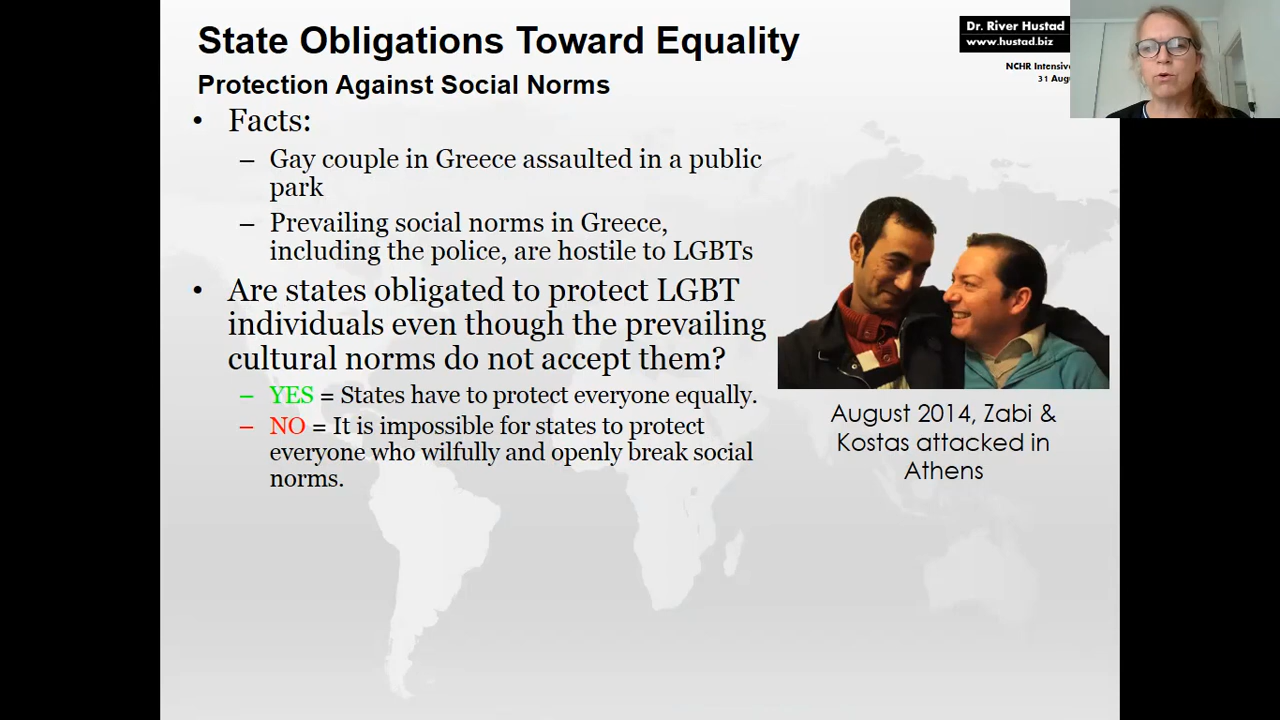 State Obligations Toward Equality
Protection Against Social Norms
Dr. River Hustad
www.hustad.biz
NCHR Intensive
31
• Facts:
– Gay couple in Greece assaulted in a public
park
– Prevailing social norms in Greece,
including the police, are hostile to LGBTs
• Are states obligated to protect LGBT
individuals even though the prevailing
cultural norms do not accept them?
– YES = States have to protect everyone equally.
– NO = It is impossible for states to protect
everyone who wilfully and openly break social
norms.
August 2014, Zabi &
Kostas attacked in
Athens